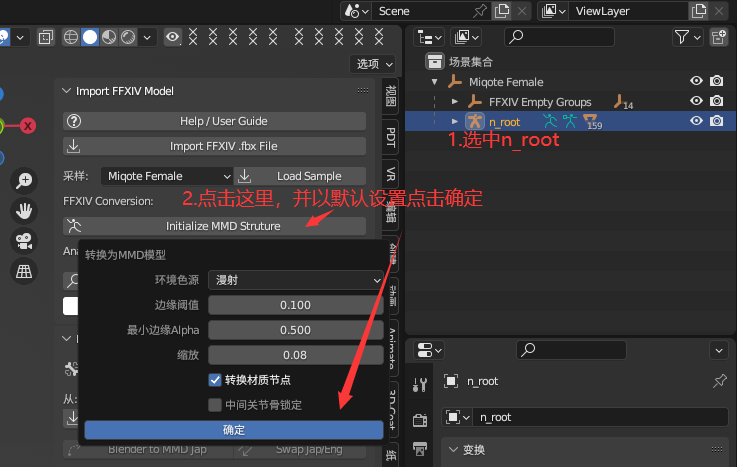 Scene
ViewLayer
选项
Import FFXIV Model
Help / User Guide
Import FFXIV .fbx File
采样:
Miqote Female
Load Sample
FFXIV Conversion:
2.点击这里，并以默认设置点击确定
Initialize MMD Struture
Ana
转换为MMD模型
环境色源
漫射
边缘阈值
0.100
最小边缘Alpha
0.500
缩放
0.08
转换材质节点
中间关节骨锁定
从:
确定
Blender to MMD Jap
Swap Jap/Eng
视图
PDT
VR
编辑
动画
Animata
纸
场景集合
Miqote Female
FFXIV Empty Groups
14
n_root
159
1.选中n_root
n_root
n_root
变换